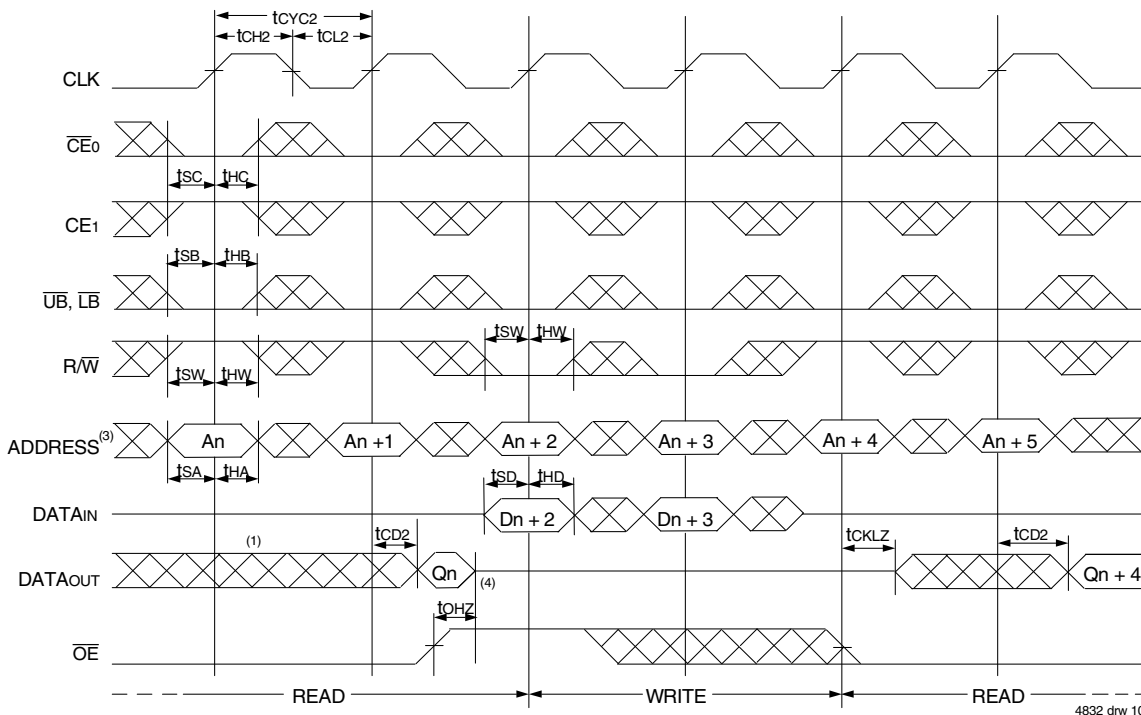 tCYC2
tCH2 tCL2
CLK
CE0
tSC tHC
CE1
tSB tHB
UB, LB
tSW tHW
R/W
tSW tHW
ADDRESS(3) An An +1 An + 2 An + 3 An + 4 An + 5
tSA tHA tSD tHD
DATAIN Dn + 2 Dn + 3
tCD2 tCKLZ tCD2
(1)
DATAOUT Qn (4) Qn + 4
tOHZ
OE
READ WRITE READ
4832 drw 10